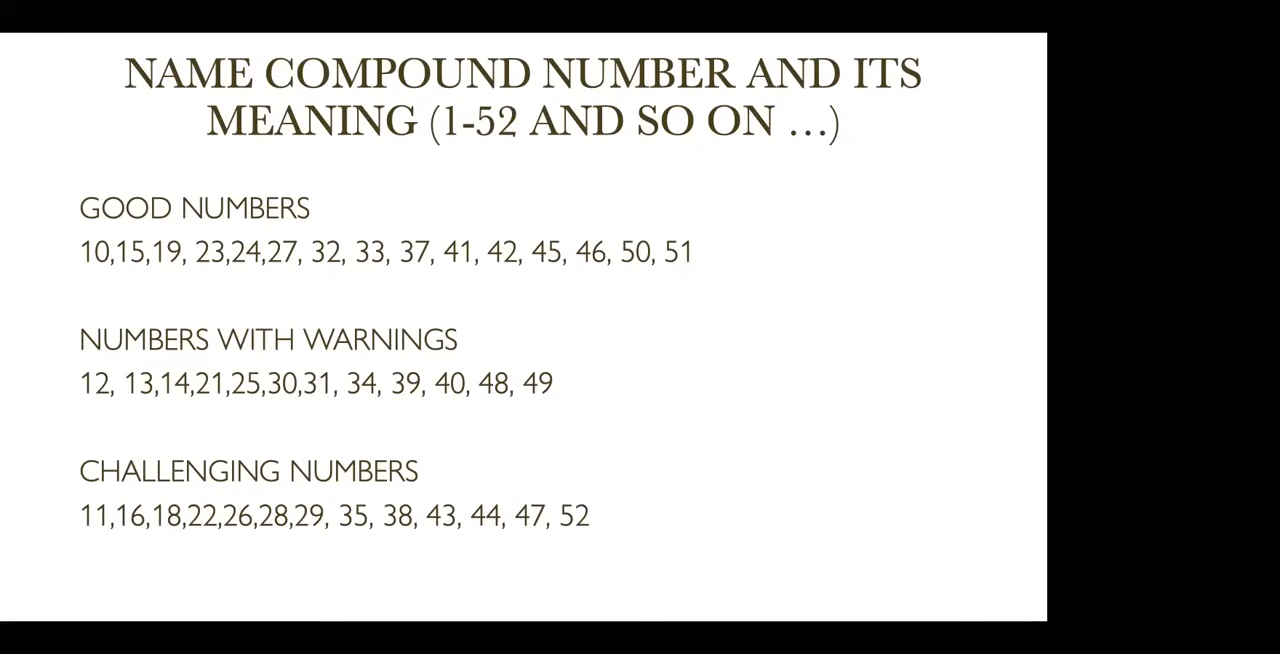 NAME COMPOUND NUMBER AND ITS
MEANING (1-52 AND SO ON …)
GOOD NUMBERS
10,15,19, 23,24,27, 32, 33, 37, 41, 42, 45, 46, 50, 51
NUMBERS WITH WARNINGS
12, 13,14,21,25,30,31, 34, 39, 40, 48, 49
CHALLENGING NUMBERS
11,16,18,22,26,28,29, 35, 38, 43, 44, 47, 52